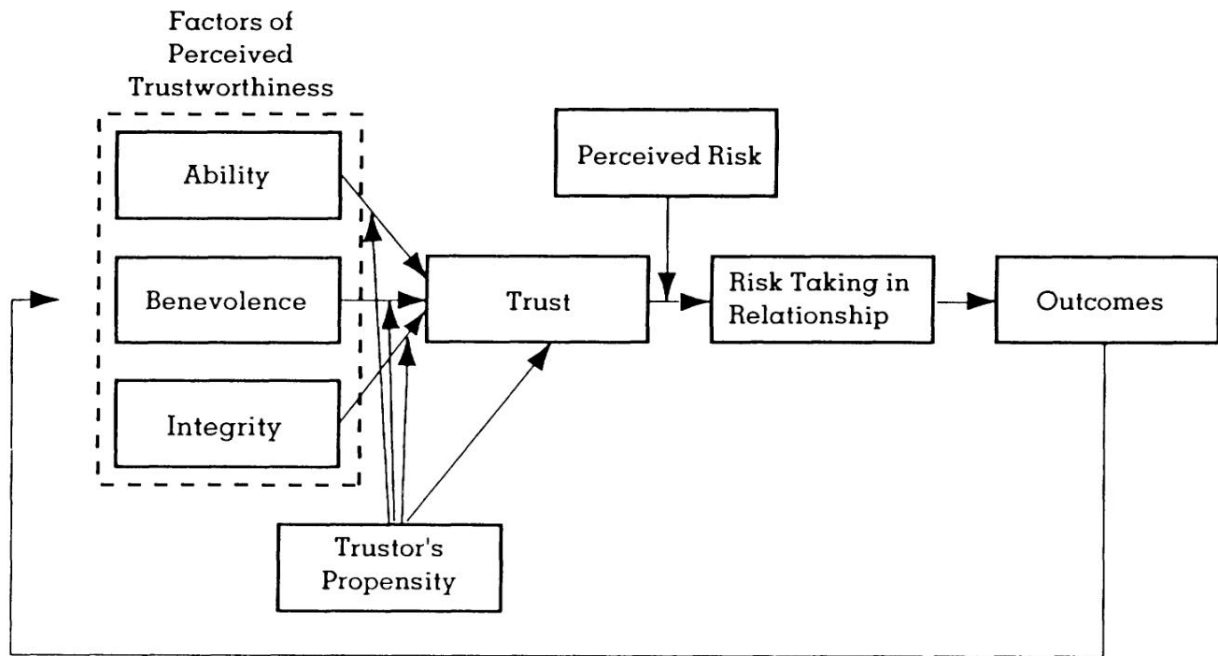 Factors of
Perceived
Trustworthiness
Ability
Perceived Risk
Benevolence
Trust
Risk Taking in
Relationship
Outcomes
Integrity
Trustor's
Propensity